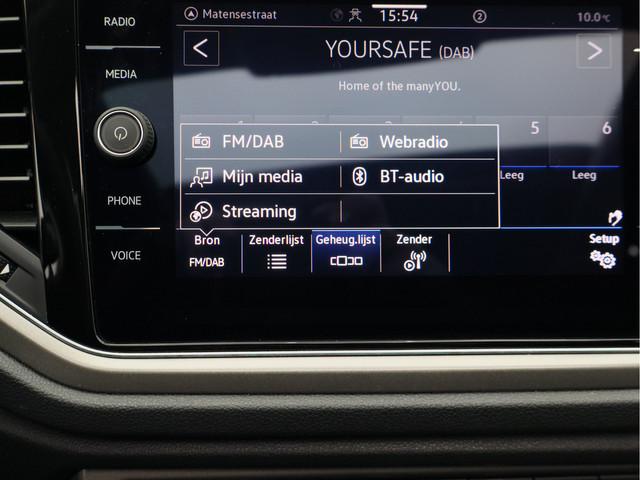 RADIO
MEDIA
PHONE
VOICE
Matensestraat 15:54 2 10.0°C
< YOURSAFE (DAB) >
Home of the manyYOU.
5 6
Leeg Leeg
FM/DAB Webradio
Mijn media BT-audio
Streaming
Bron Zenderlijst Geheug.lijst Zender Setup
FM/DAB